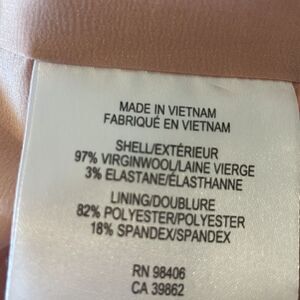 MADE IN VIETNAM
FABRIQUÉ EN VIETNAM
SHELL/EXTÉRIEUR
97% VIRGINWOOL/LAINE VIERGE
3% ELASTANE/ÉLASTHANNE
LINING/DOUBLURE
82% POLYESTER/POLYESTER
18% SPANDEX/SPANDEX
RN 98406
CA 39862